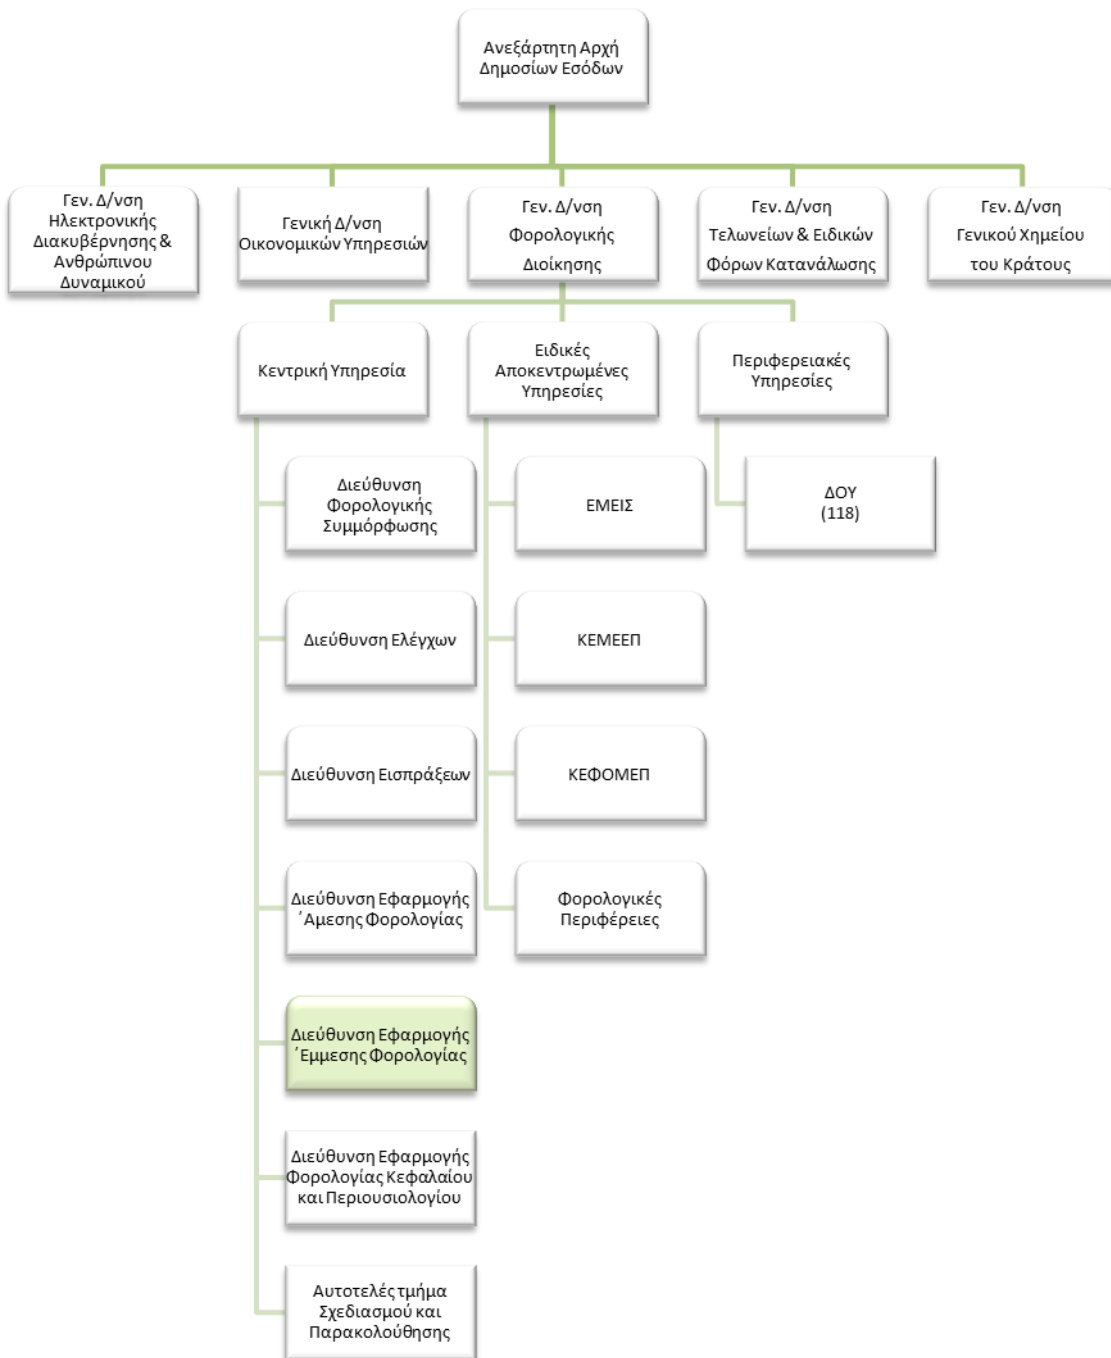 Ανεξάρτητη Αρχή
Δημοσίων Εσόδων
Γεν. Δ/νση
Ηλεκτρονικής
Διακυβέρνησης &
Ανθρώπινου
Δυναμικού
Γενική Δ/νση
Οικονομικών Υπηρεσιών
Γεν. Δ/νση
Φορολογικής
Διοίκησης
Γεν. Δ/νση
Τελωνείων & Ειδικών
Φόρων Κατανάλωσης
Γεν. Δ/νση
Γενικού Χημείου
του Κράτους
Κεντρική Υπηρεσία
Ειδικές
Αποκεντρωμένες
Υπηρεσίες
Περιφερειακές
Υπηρεσίες
Διεύθυνση
Φορολογικής
Συμμόρφωσης
ΕΜΕΙΣ
ΔΟΥ
(118)
Διεύθυνση Ελέγχων
ΚΕΜΕΕΠ
Διεύθυνση Εισπράξεων
ΚΕΦΟΜΕΠ
Διεύθυνση Εφαρμογής
΄Αμεσης Φορολογίας
Φορολογικές
Περιφέρειες
Διεύθυνση Εφαρμογής
΄Εμμεσης Φορολογίας
Διεύθυνση Εφαρμογής
Φορολογίας Κεφαλαίου
και Περιουσιολογίου
Αυτοτελές τμήμα
Σχεδιασμού και
Παρακολούθησης